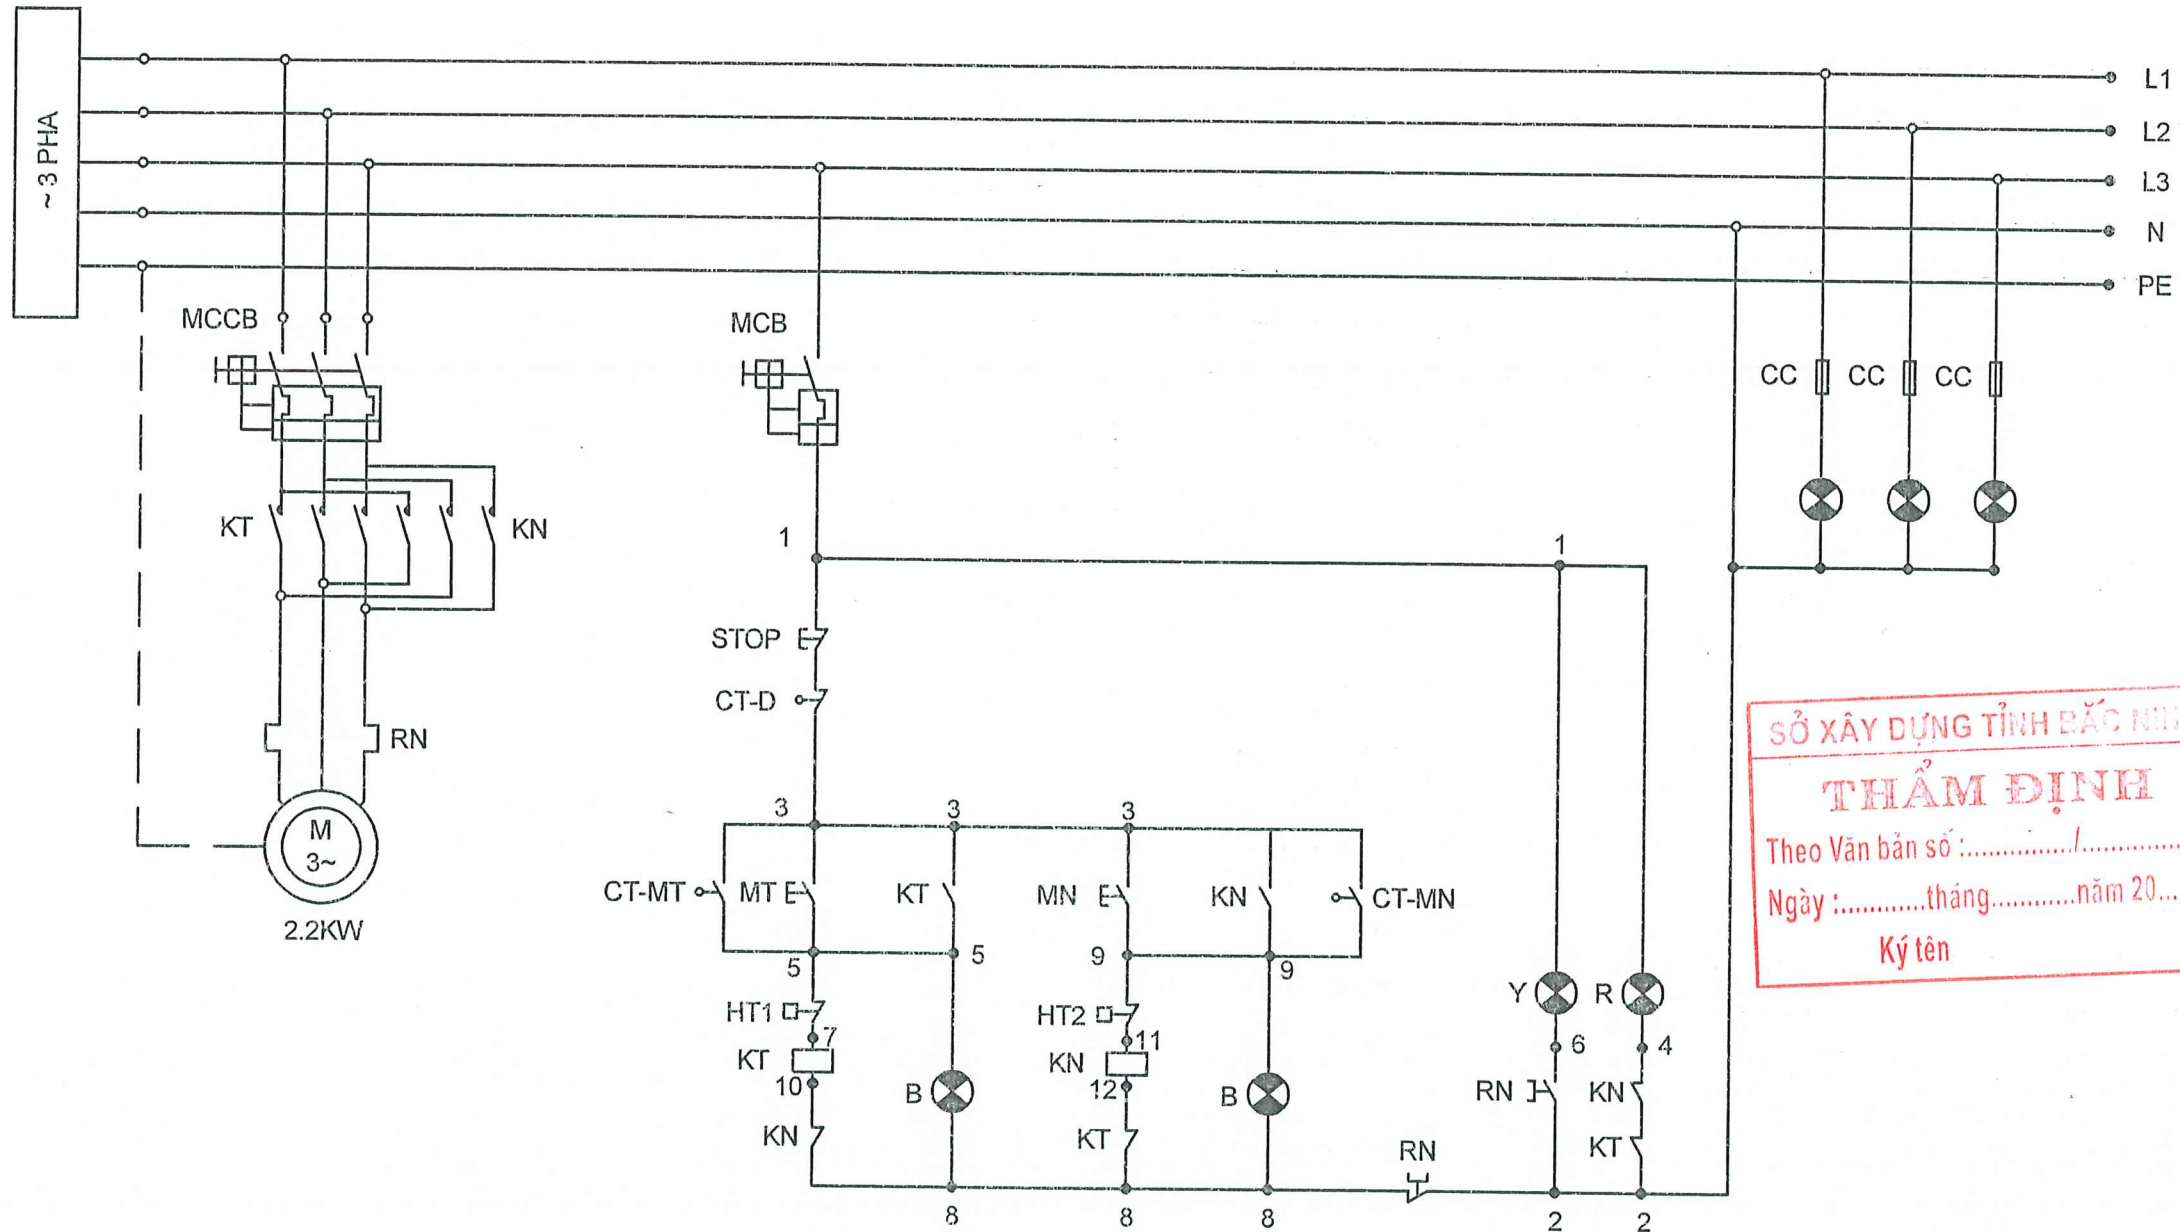 ~ 3 PHA
L1
L2
L3
N
PE
MCCB
MCB
CC
CC
CC
KT
KN
1
1
STOP
CT-D
RN
M
3~
2.2KW
3
3
3
CT-MT
MT
KT
MN
KN
CT-MN
5
5
9
9
HT1
7
KT
10
KN
B
HT2
11
KN
12
KT
B
Y
R
6
4
RN
KN
KT
RN
8
8
8
2
2
SỞ XÂY DỰNG TỈNH BẮC
THẨM ĐỊNH
Theo Văn bản số :.............../...............
Ngày :............tháng............năm 20....
Ký tên